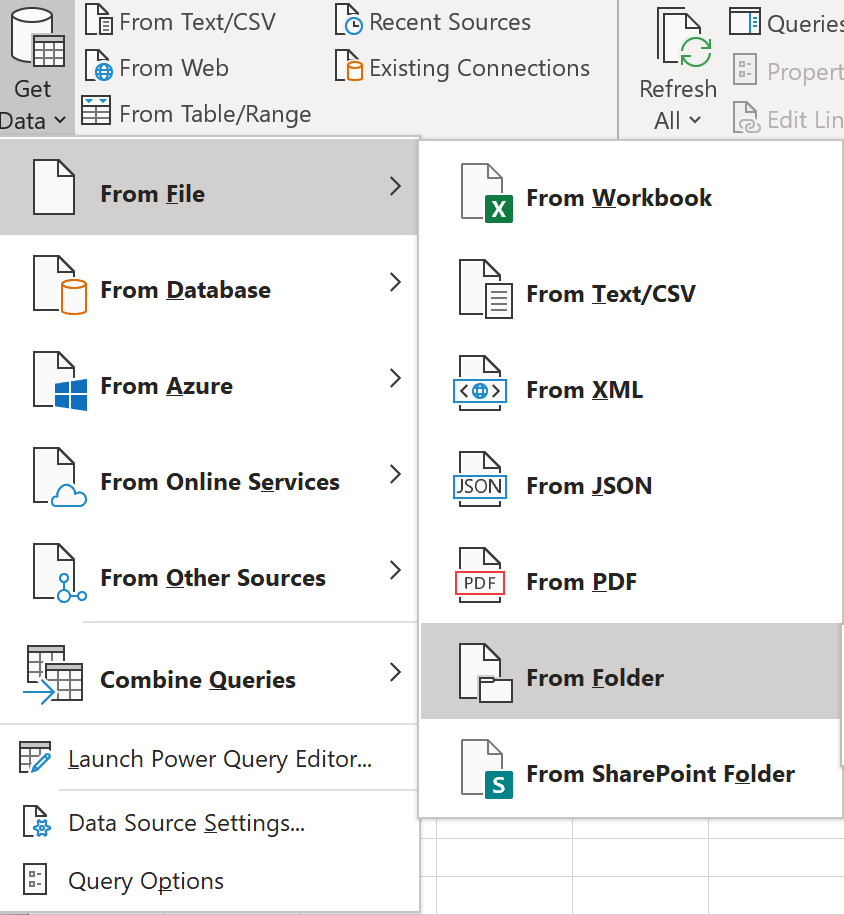 Get
Data
From Text/CSV
From Web
From Table/Range
Recent Sources
Existing Connections
Refresh
All
Queries
Propert
Edit Lin
From File
From Database
From Azure
From Online Services
From Other Sources
Combine Queries
Launch Power Query Editor...
Data Source Settings...
Query Options
X
From Workbook
From Text/CSV
From XML
JSON
From JSON
PDF
From PDF
From Folder
S
From SharePoint Folder